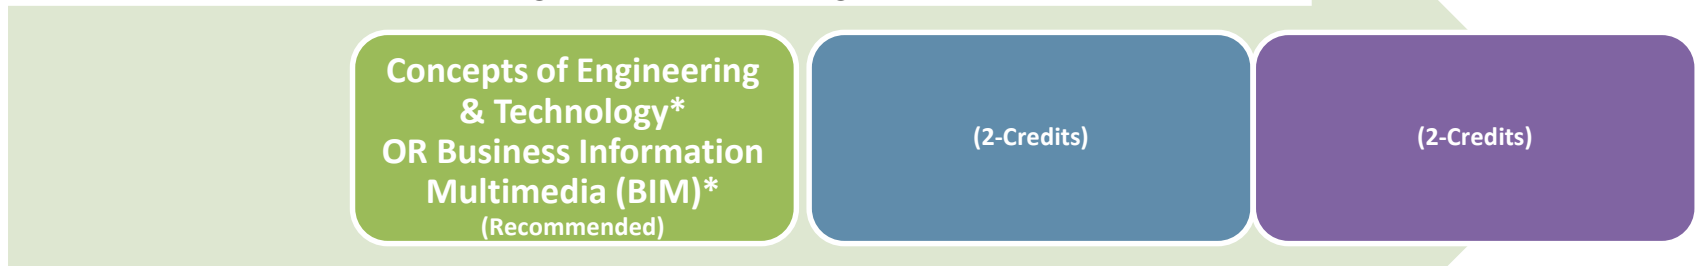 Concepts of Engineering
& Technology*
OR Business Information
Multimedia (BIM)*
(Recommended)
(2-Credits)
(2-Credits)